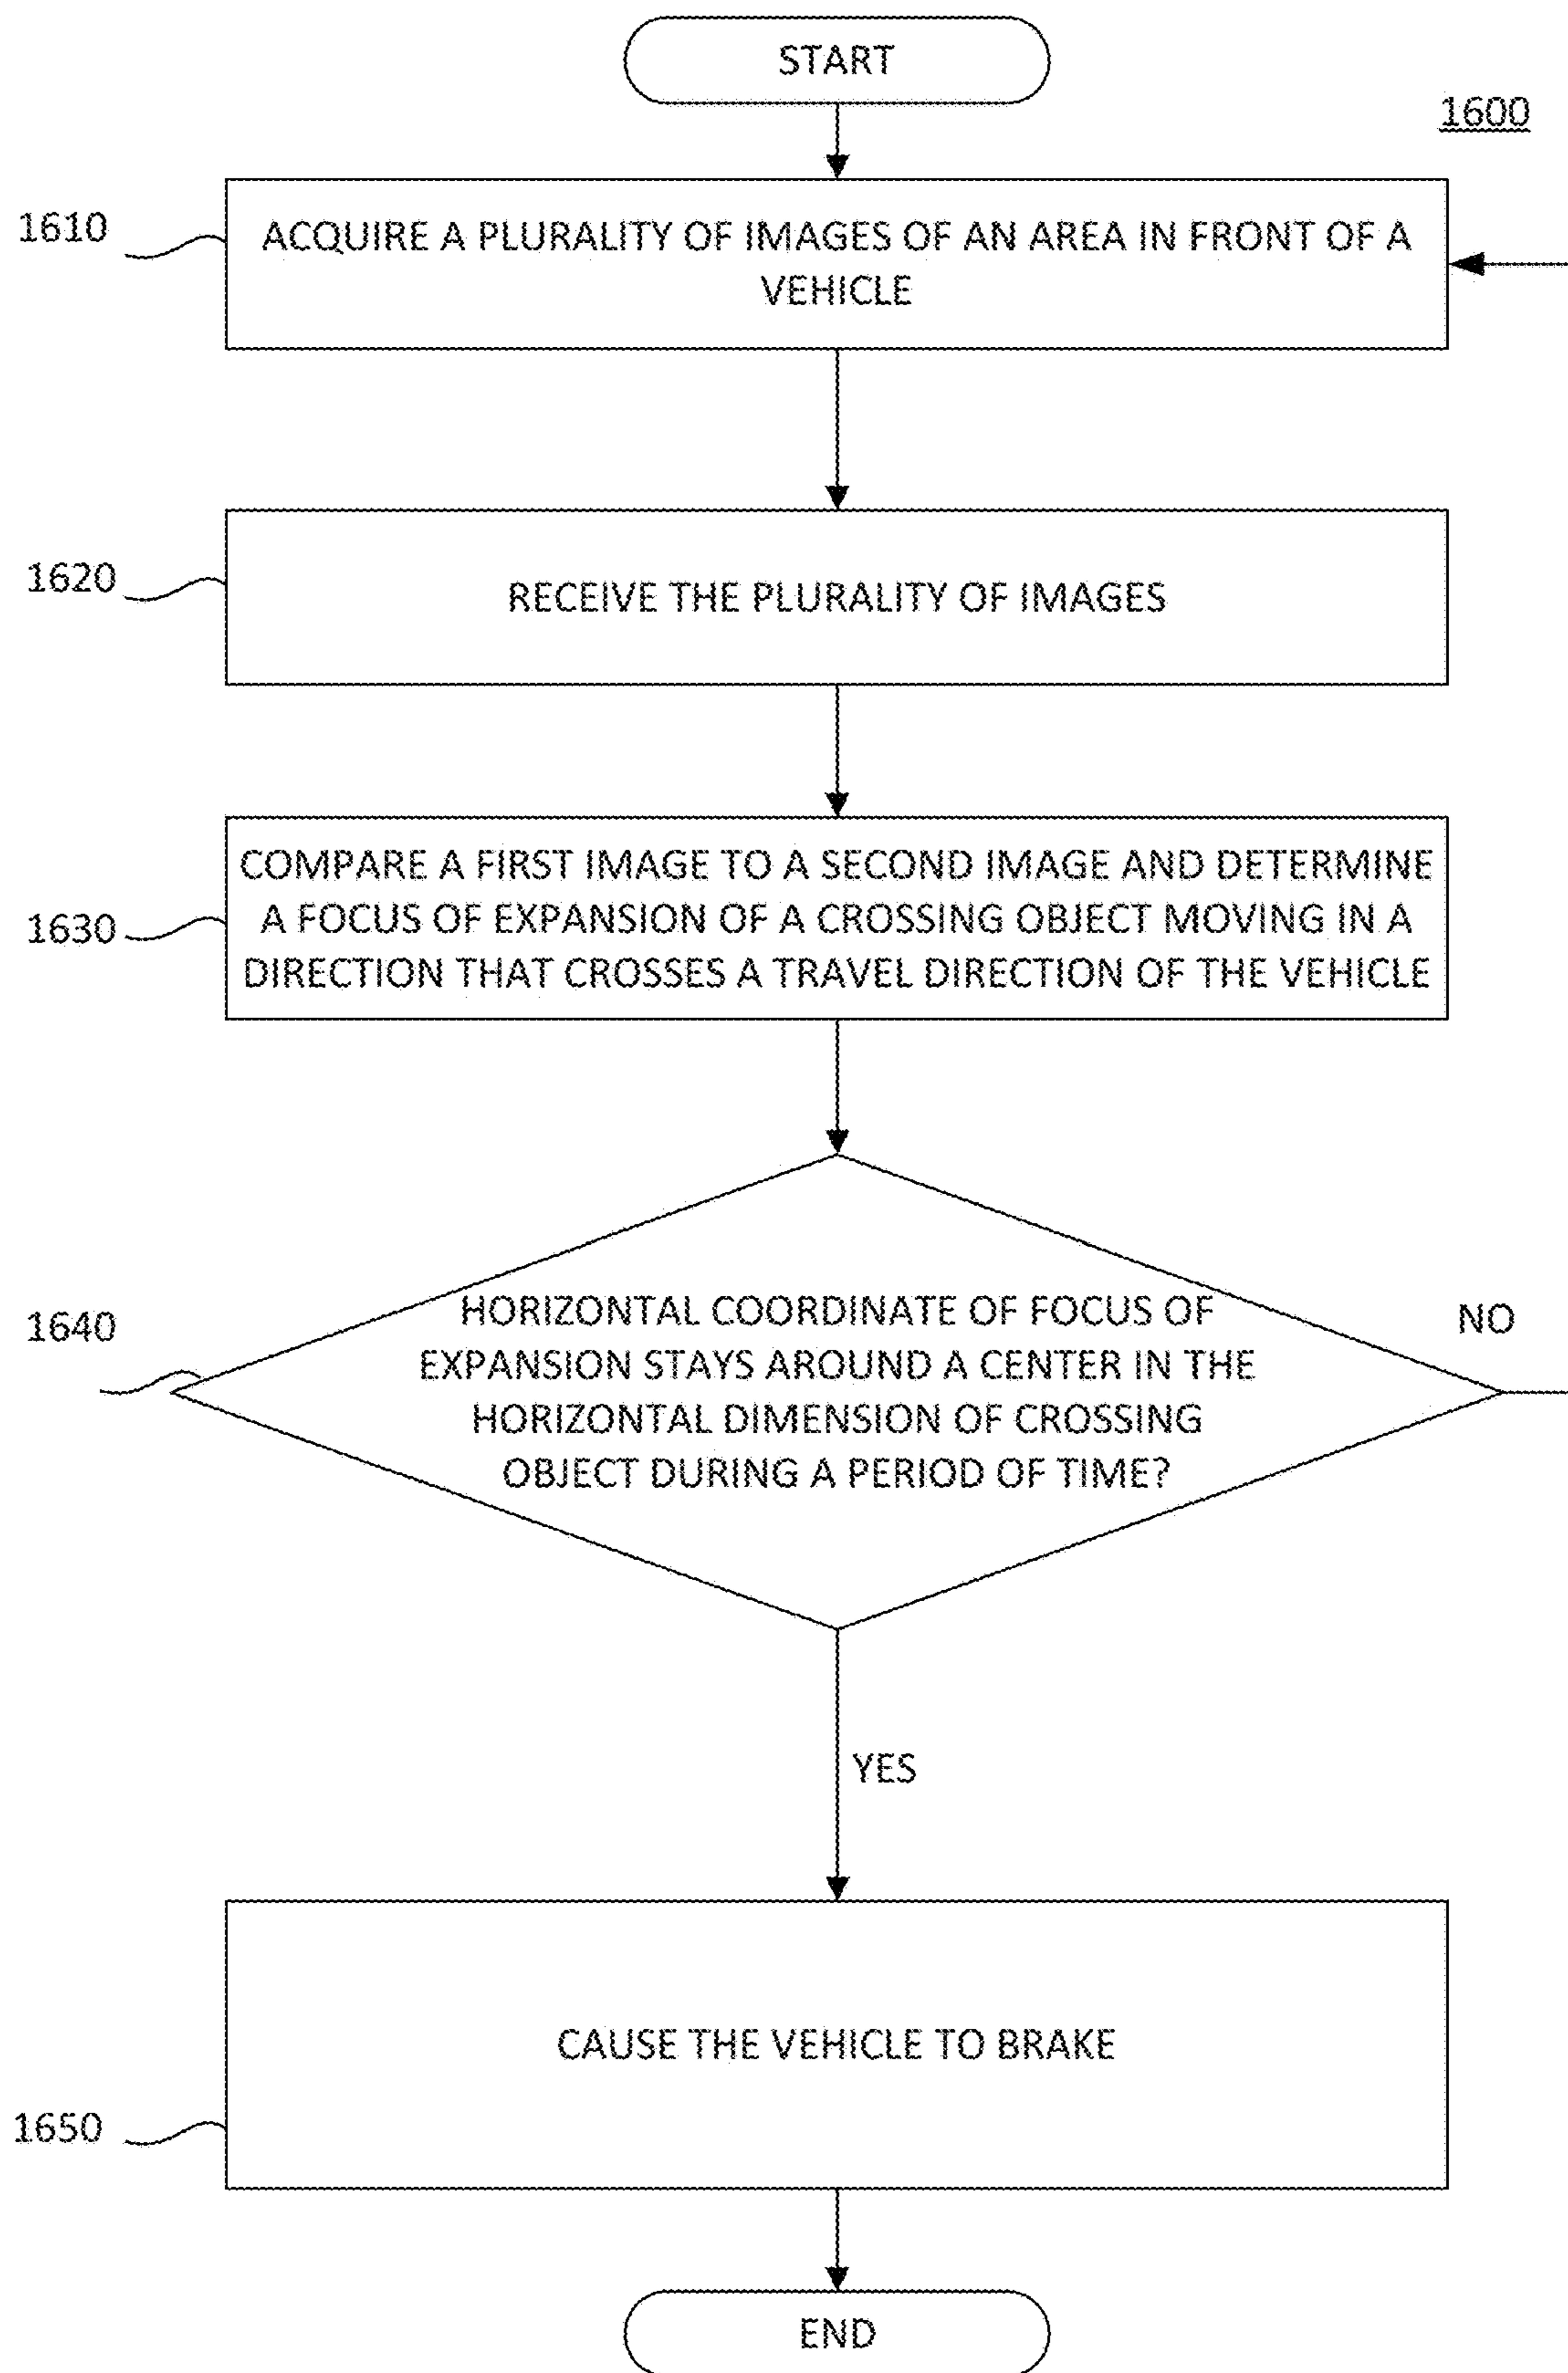 START
1600
1610
ACQUIRE A PLURALITY OF IMAGES OF AN AREA IN FRONT OF A
VEHICLE
1620
RECEIVE THE PLURALITY OF IMAGES
COMPARE A FIRST IMAGE TO A SECOND IMAGE AND DETERMINE
1630
A FOCUS OF EXPANSION OF A CROSSING OBJECT MOVING IN A
DIRECTION THAT CROSSES A TRAVEL DIRECTION OF THE VEHICLE
1640
HORIZONTAL COORDINATE OF FOCUS OF
EXPANSION STAYS AROUND A CENTER IN THE
HORIZONTAL DIMENSION OF CROSSING
OBJECT DURING A PERIOD OF TIME?
NO
YES
CAUSE THE VEHICLE TO BRAKE
1650
END